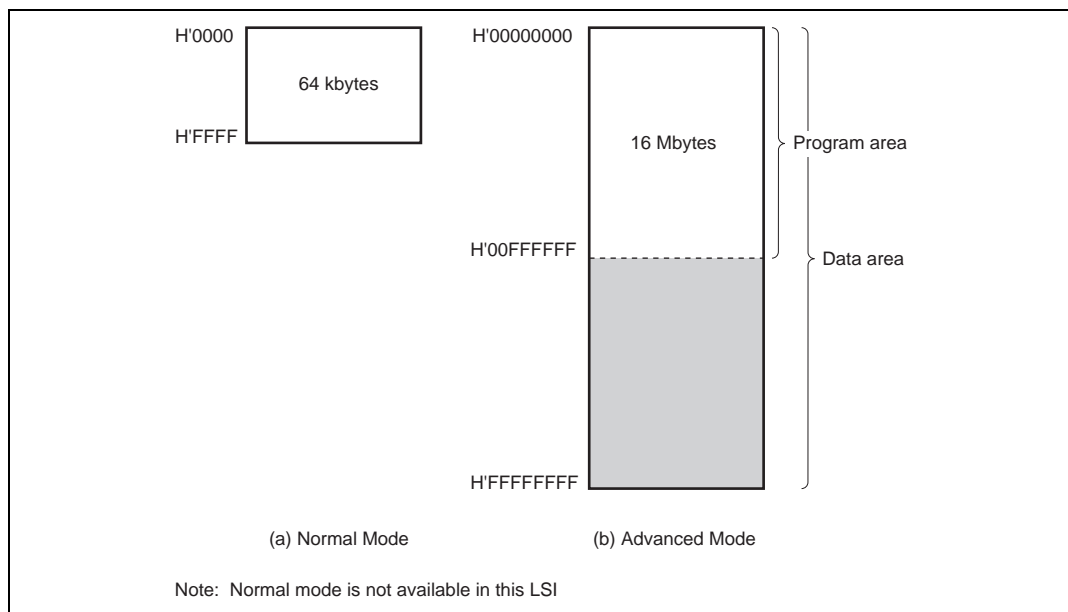 H'0000
64 kbytes
H'FFFF
H'00000000
16 Mbytes
Program area
H'00FFFFFF
Data area
H'FFFFFFFF
(a) Normal Mode
(b) Advanced Mode
Note: Normal mode is not available in this LSI